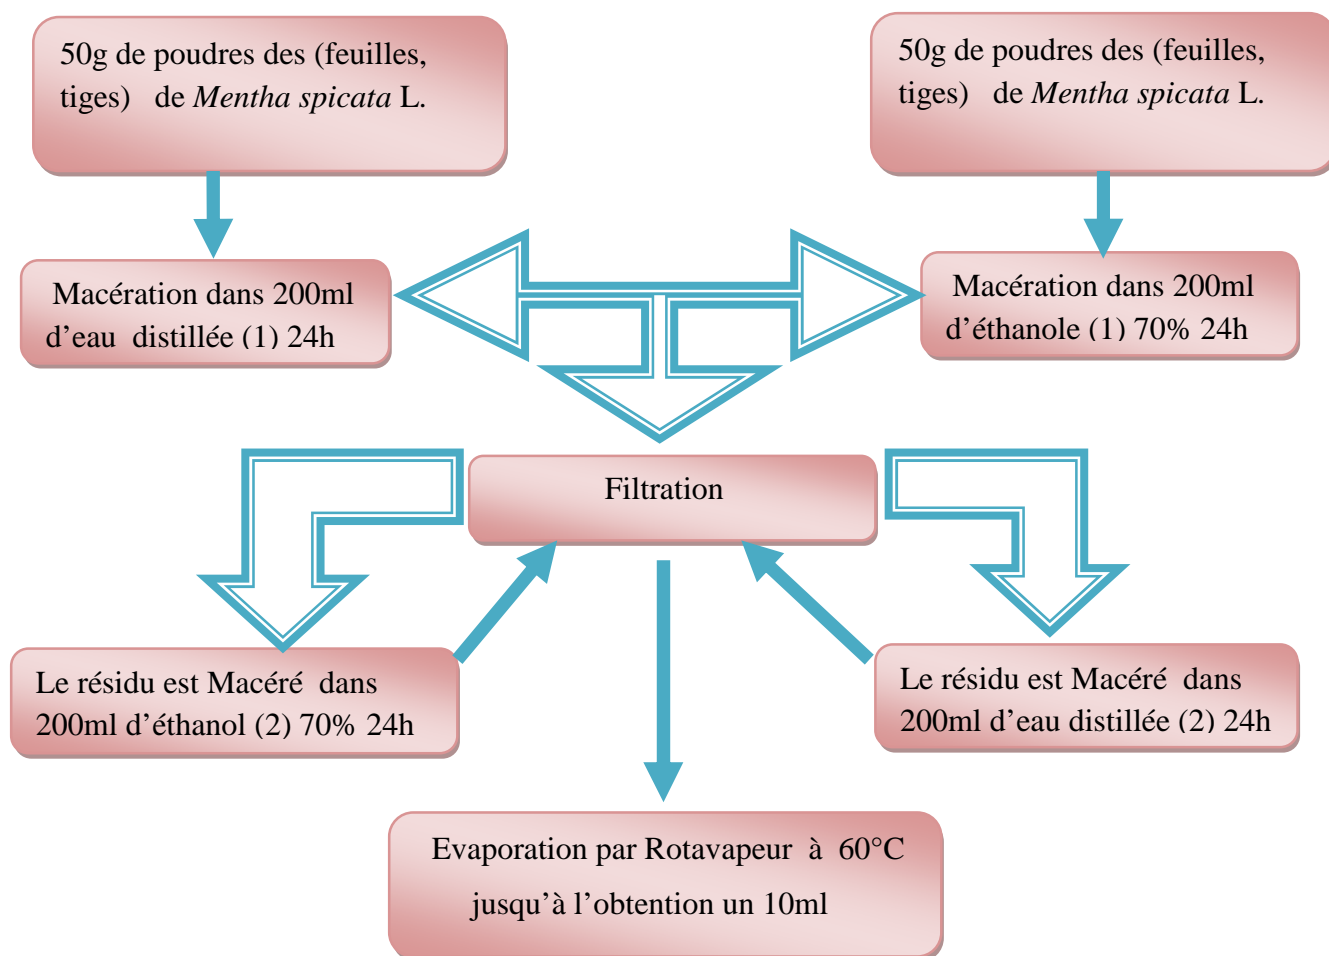 50g de poudres des (feuilles,
tiges) de Mentha spicata L.
50g de poudres des (feuilles,
tiges) de Mentha spicata L.
Macération dans 200ml
d’eau distillée (1) 24h
Macération dans 200ml
d’éthanole (1) 70% 24h
Filtration
Le résidu est Macéré dans
200ml d’éthanol (2) 70% 24h
Le résidu est Macéré dans
200ml d’eau distillée (2) 24h
Evaporation par Rotavapeur à 60°C
jusqu’à l’obtention un 10ml